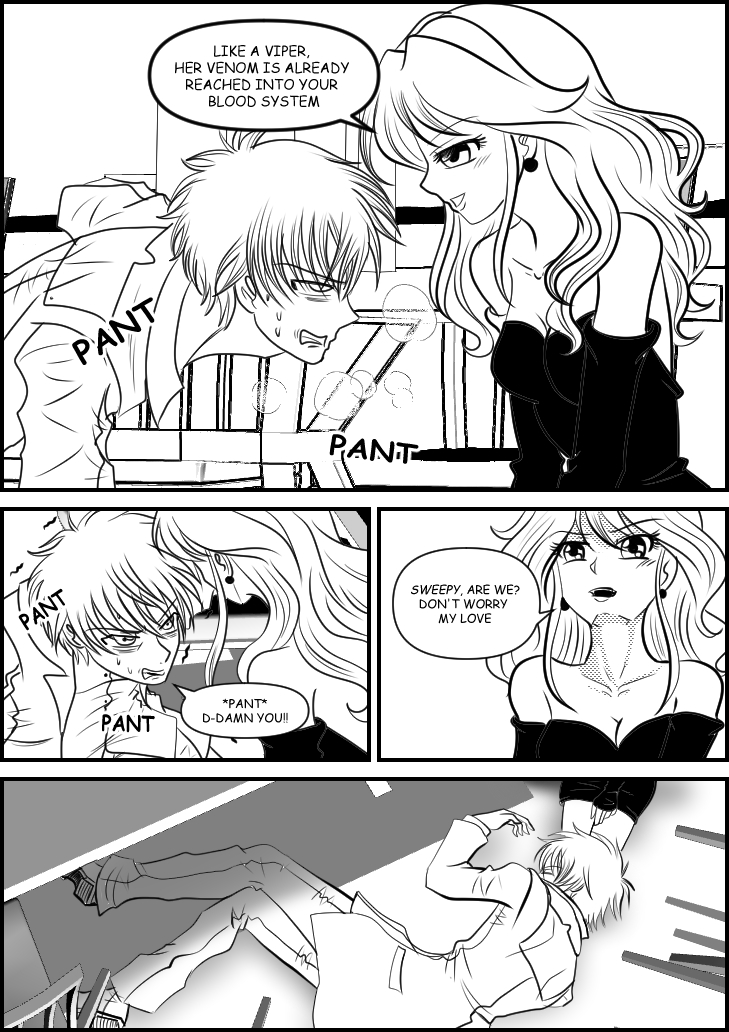 LIKE A VIPER,
HER VENOM IS ALREADY
REACHED INTO YOUR
BLOOD SYSTEM
PANT
PANT
PANT
PANT
*PANT*
D-DAMN YOU!!
SWEEPY, ARE WE?
DON'T WORRY
MY LOVE